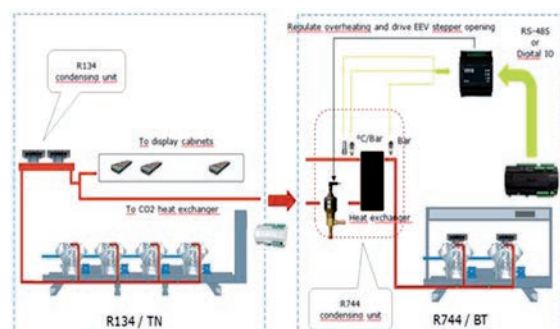 Regulate overheating and drive EEV stepper opening
R134
condensing unit
RS-485
or
Digital IO
To display cabinets
°C/Bar
Bar
To CO2 heat exchanger
Heat exchanger
R744
condensing unit
R134 / TN
R744 / BT